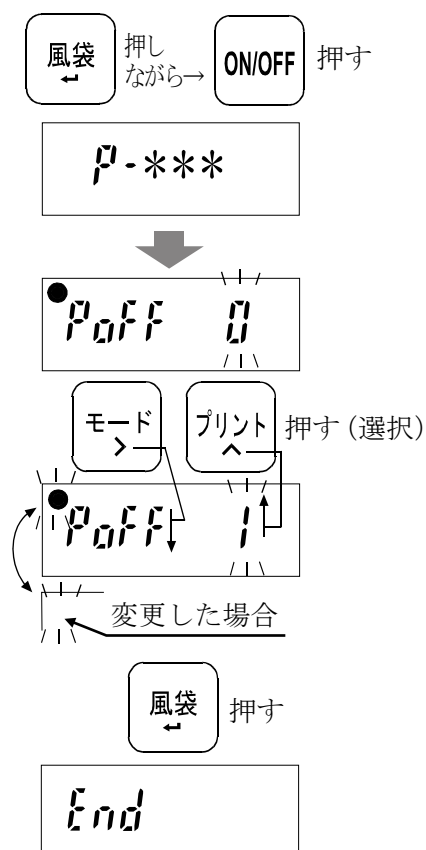 風袋 押しながら→ ON/OFF 押す
P-***
PoFF 0
モード プリント 押す（選択）
PoFF 1
変更した場合
風袋 押す
End